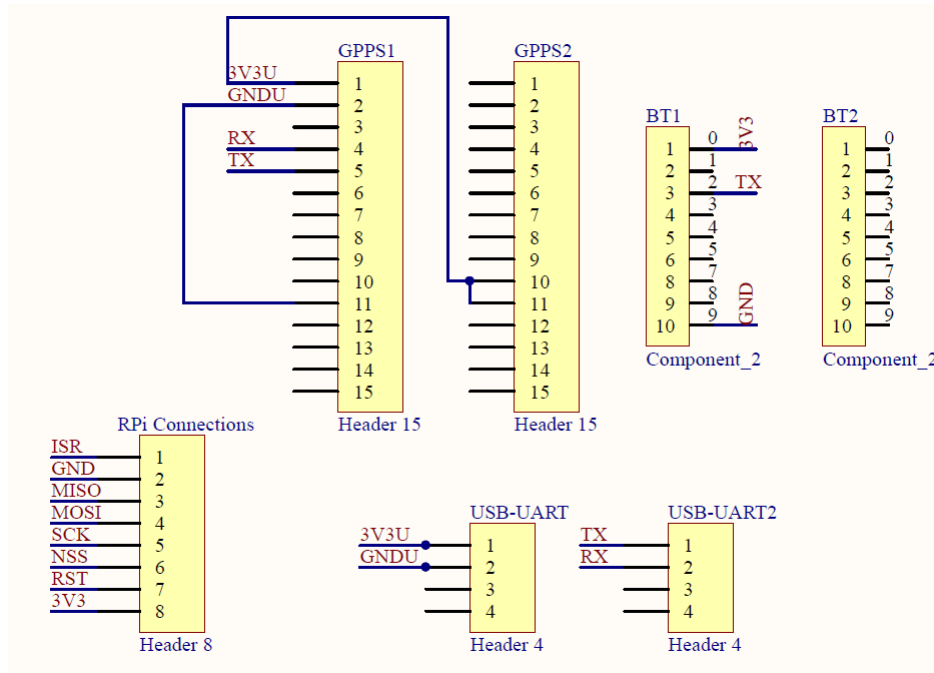 GPPS1
3V3U 1
GNDU 2
3
RX 4
TX 5
6
7
8
9
10
11
12
13
14
15
Header 15
GPPS2
1
2
3
4
5
6
7
8
9
10
11
12
13
14
15
Header 15
BT1
1 0 3V3
2 1
3 2 TX
4 3
5 4
6 5
8 7
9 8
10 9 GND
Component_2
BT2
1 0
2 1
3 2
4 3
5 4
6 5
8 7
9 8
10 9
Component_2
RPi Connections
ISR 1
GND 2
MISO 3
MOSI 4
SCK 5
NSS 6
RST 7
3V3 8
Header 8
USB-UART
3V3U 1
GNDU 2
3
4
Header 4
USB-UART2
TX 1
RX 2
3
4
Header 4